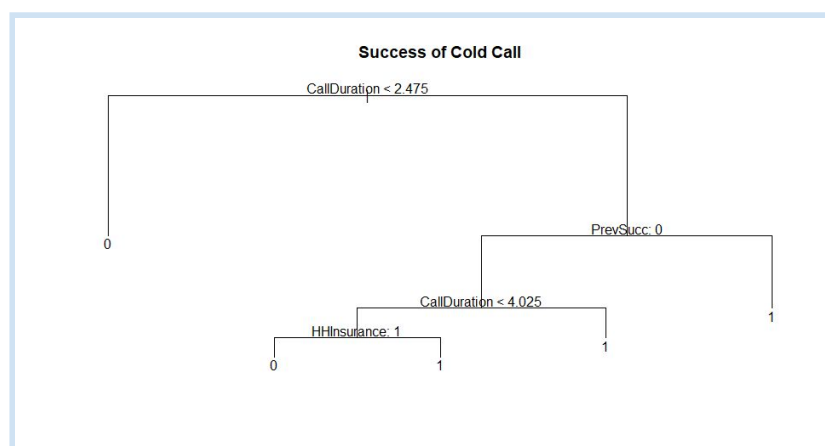 Success of Cold Call
CallDuration < 2.475
0
PrevSucc: 0
CallDuration < 4.025
1
HHInsurance: 1
1
0
1